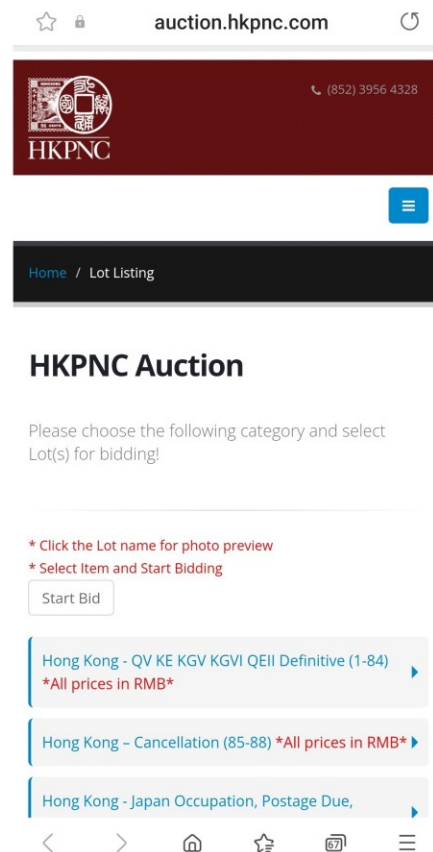 auction.hkpnc.com
HKPNC
(852) 3956 4328
Home / Lot Listing
HKPNC Auction
Please choose the following category and select
Lot(s) for bidding!
* Click the Lot name for photo preview
* Select Item and Start Bidding
Start Bid
Hong Kong - QV KE KGV KGVI QEII Definitive (1-84)
*All prices in RMB*
Hong Kong – Cancellation (85-88) *All prices in RMB*
Hong Kong - Japan Occupation, Postage Due,
67